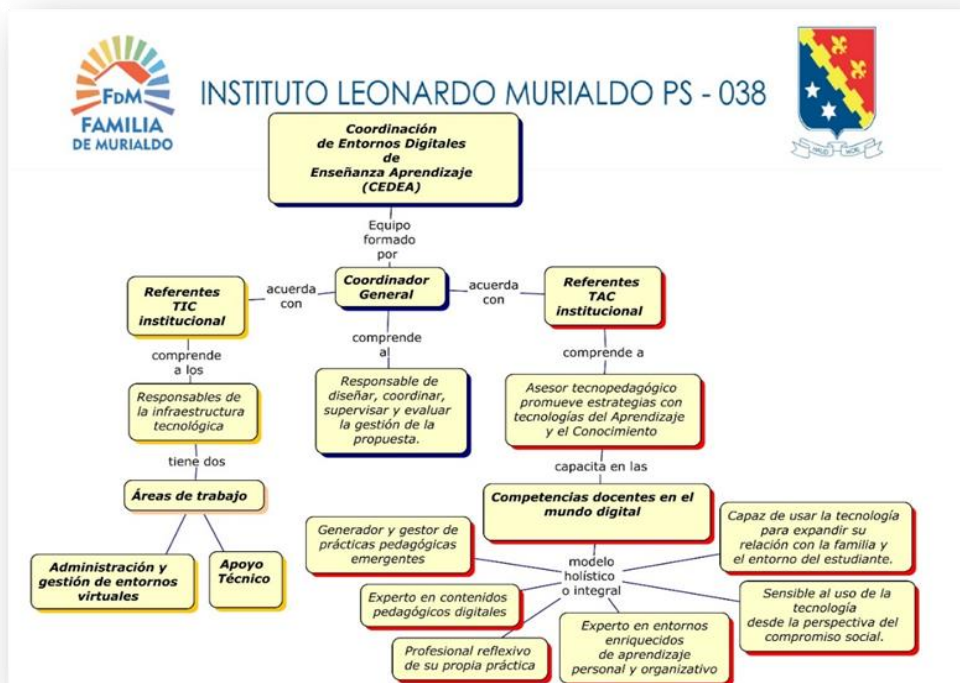 FDM
FAMILIA
DE MURIALDO
INSTITUTO LEONARDO MURIALDO PS - 038
Coordinación
de Entornos Digitales
de
Enseñanza Aprendizaje
(CEDEA)
Equipo
formado
por
Referentes
TIC
institucional
acuerda
con
Coordinador
General
acuerda
con
Referentes
TAC
institucional
comprende
a los
comprende
al
comprende a
Responsables de
la infraestructura
tecnológica
Responsable de
diseñar, coordinar,
supervisar y evaluar
la gestión de la
propuesta.
Asesor tecnopedagógico
promueve estrategias con
tecnologías del Aprendizaje
y el Conocimiento
tiene dos
capacita en las
Áreas de trabajo
Competencias docentes en el
mundo digital
Administración y
gestión de entornos
virtuales
Apoyo
Técnico
modelo
holístico
o integral
Generador y gestor de
prácticas pedagógicas
emergentes
Experto en contenidos
pedagógicos digitales
Profesional reflexivo
de su propia práctica
Experto en entornos
enriquecidos
de aprendizaje
personal y organizativo
Sensible al uso de la
tecnología
desde la perspectiva del
compromiso social.
Capaz de usar la tecnología
para expandir su
relación con la familia y
el entorno del estudiante.